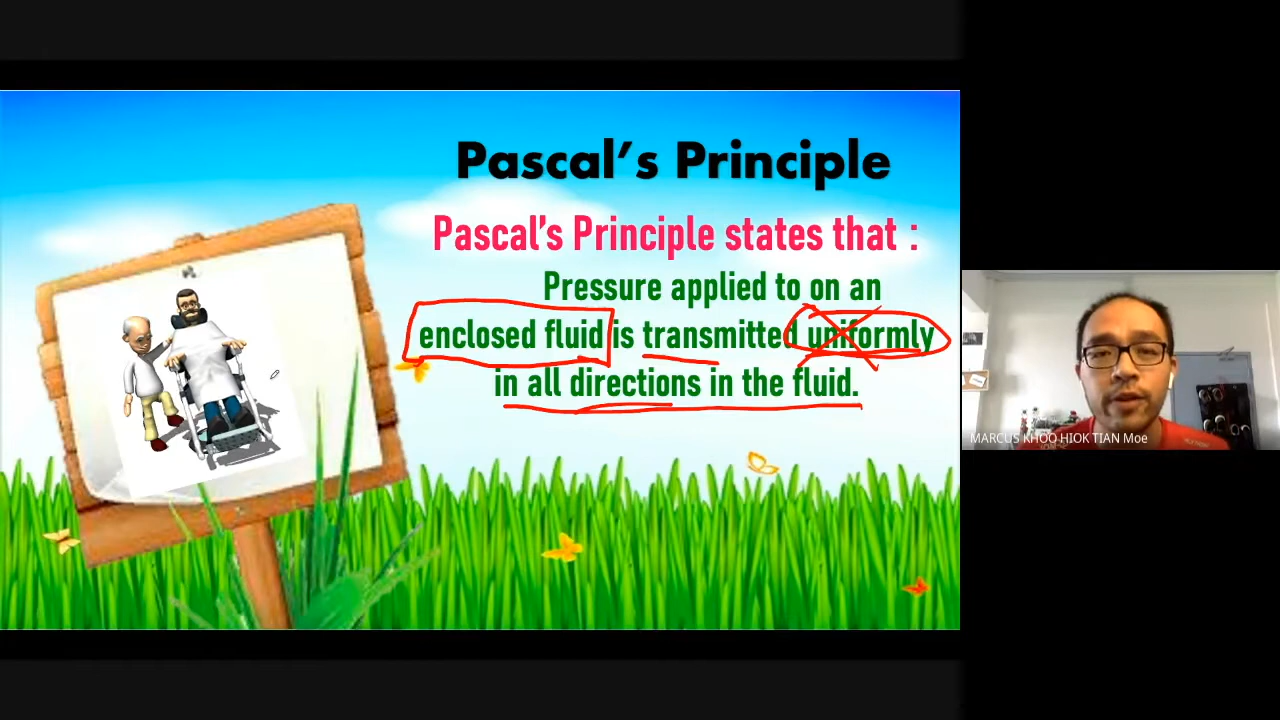 Pascal's Principle
Pascal's Principle states that :
Pressure applied to on an
enclosed fluid is transmitted uniformly
in all directions in the fluid.
MARCUS KHOO HIOK TIAN Moe